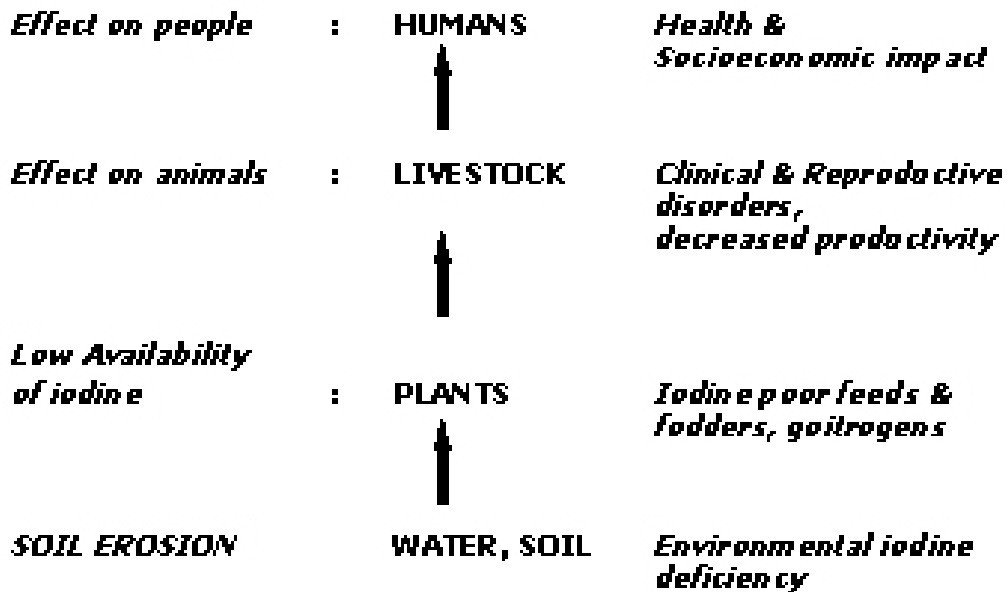 Effect on people : HUMANS Health &
Socioeconomic impact
Effect on animals : LIVESTOCK Clinical & Reproductive
disorders,
decreased productivity
Low Availability
of iodine : PLANTS Iodine poor feeds &
fodders, goitrogens
SOIL EROSION WATER, SOIL Environmental iodine
deficiency